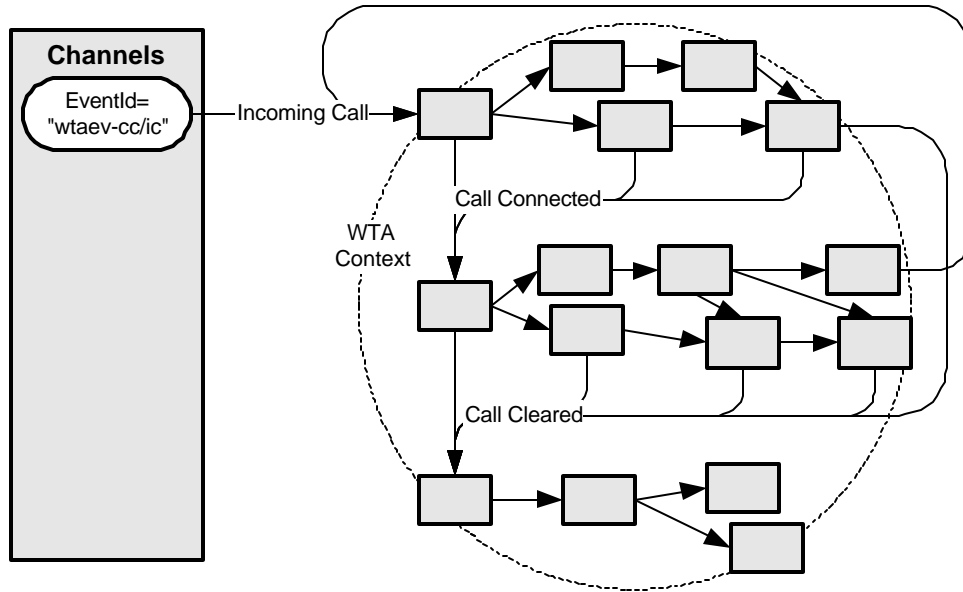 Channels
EventId=
"wtaev-cc/ic"
Incoming Call
Call Connected
WTA
Context
Call Cleared